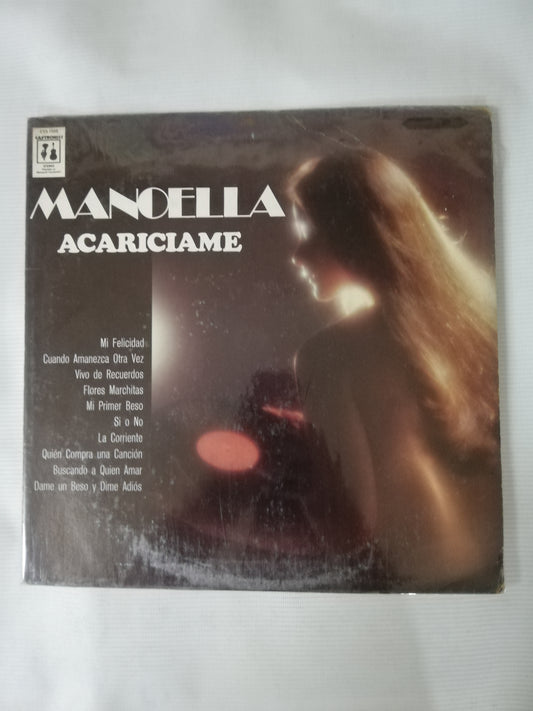 STEREO
MANOELLA
ACARICIAME
Mi Felicidad
Cuando Amanezca Otra Vez
Vivo de Recuerdos
Flores Marchitas
Mi Primer Beso
Si o No
La Corriente
Quién Compra una Canción
Buscando a Quien Amar
Dame un Beso y Dime Adiós